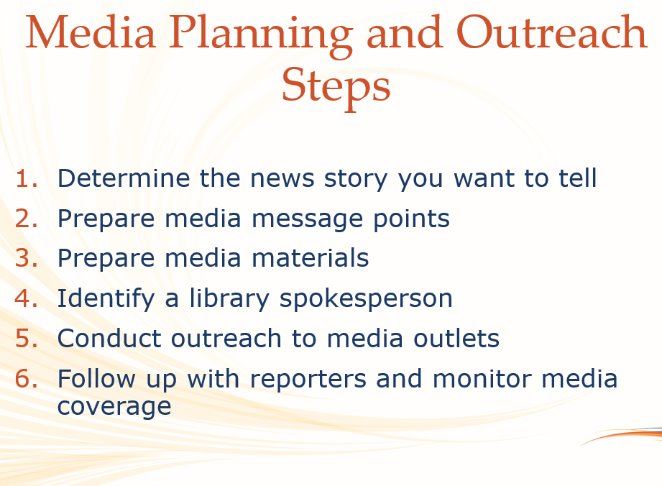 Media Planning and Outreach
Steps
1. Determine the news story you want to tell
2. Prepare media message points
3. Prepare media materials
4. Identify a library spokesperson
5. Conduct outreach to media outlets
6. Follow up with reporters and monitor media
coverage